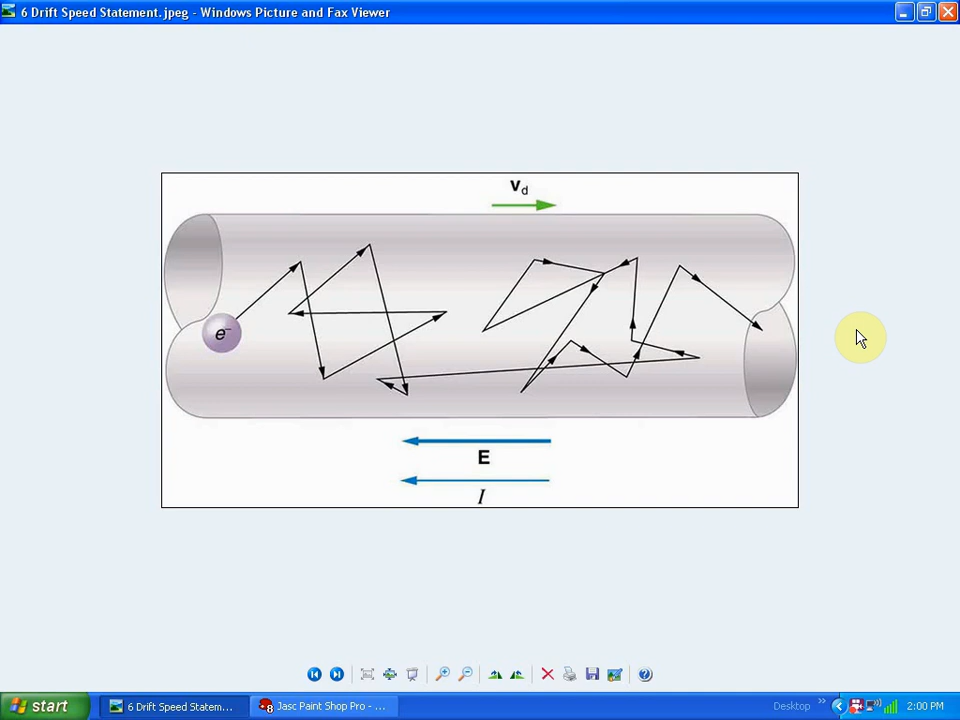 6 Drift Speed Statement.jpeg - Windows Picture and Fax Viewer
vd
e−
E
I
start
6 Drift Speed Statem...
Jasc Paint Shop Pro - ...
Desktop
»
2:00 PM